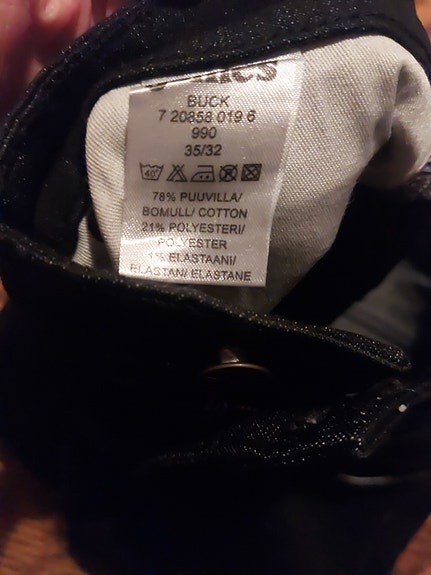 BUCK
7 20858 019 6
990
35/32
40°
78% PUUVILLA/
BOMULL/ COTTON
21% POLYESTERI/
POLYESTER
1% ELASTAANI/
ELASTAN/ ELASTANE